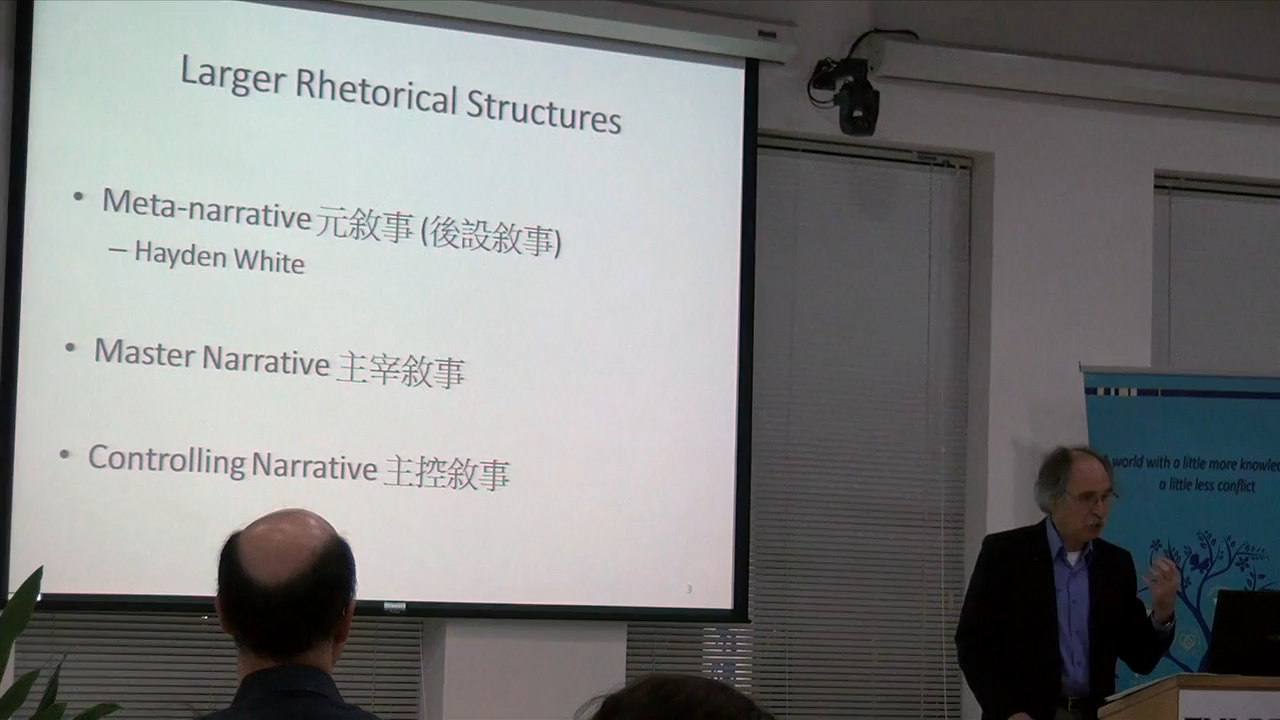 Larger Rhetorical Structures
• Meta-narrative 元敘事 (後設敘事)
– Hayden White
• Master Narrative 主宰敘事
• Controlling Narrative 主控敘事
3
world with a little more
a little less conflict